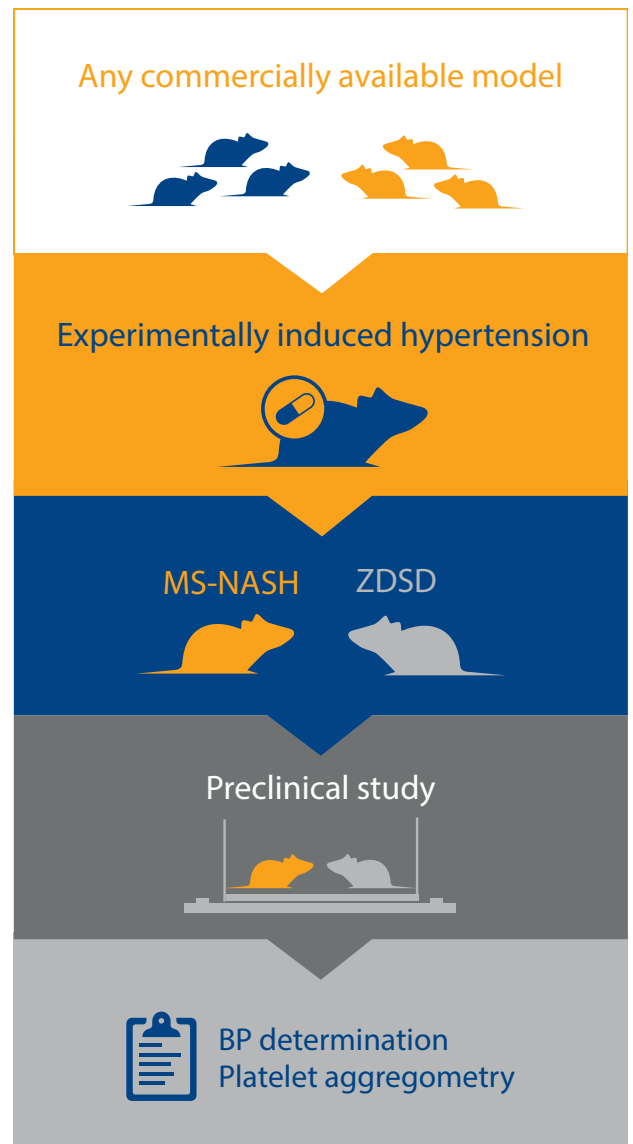 Any commercially available model
Experimentally induced hypertension
MS-NASH
ZDSD
Preclinical study
BP determination
Platelet aggregometry